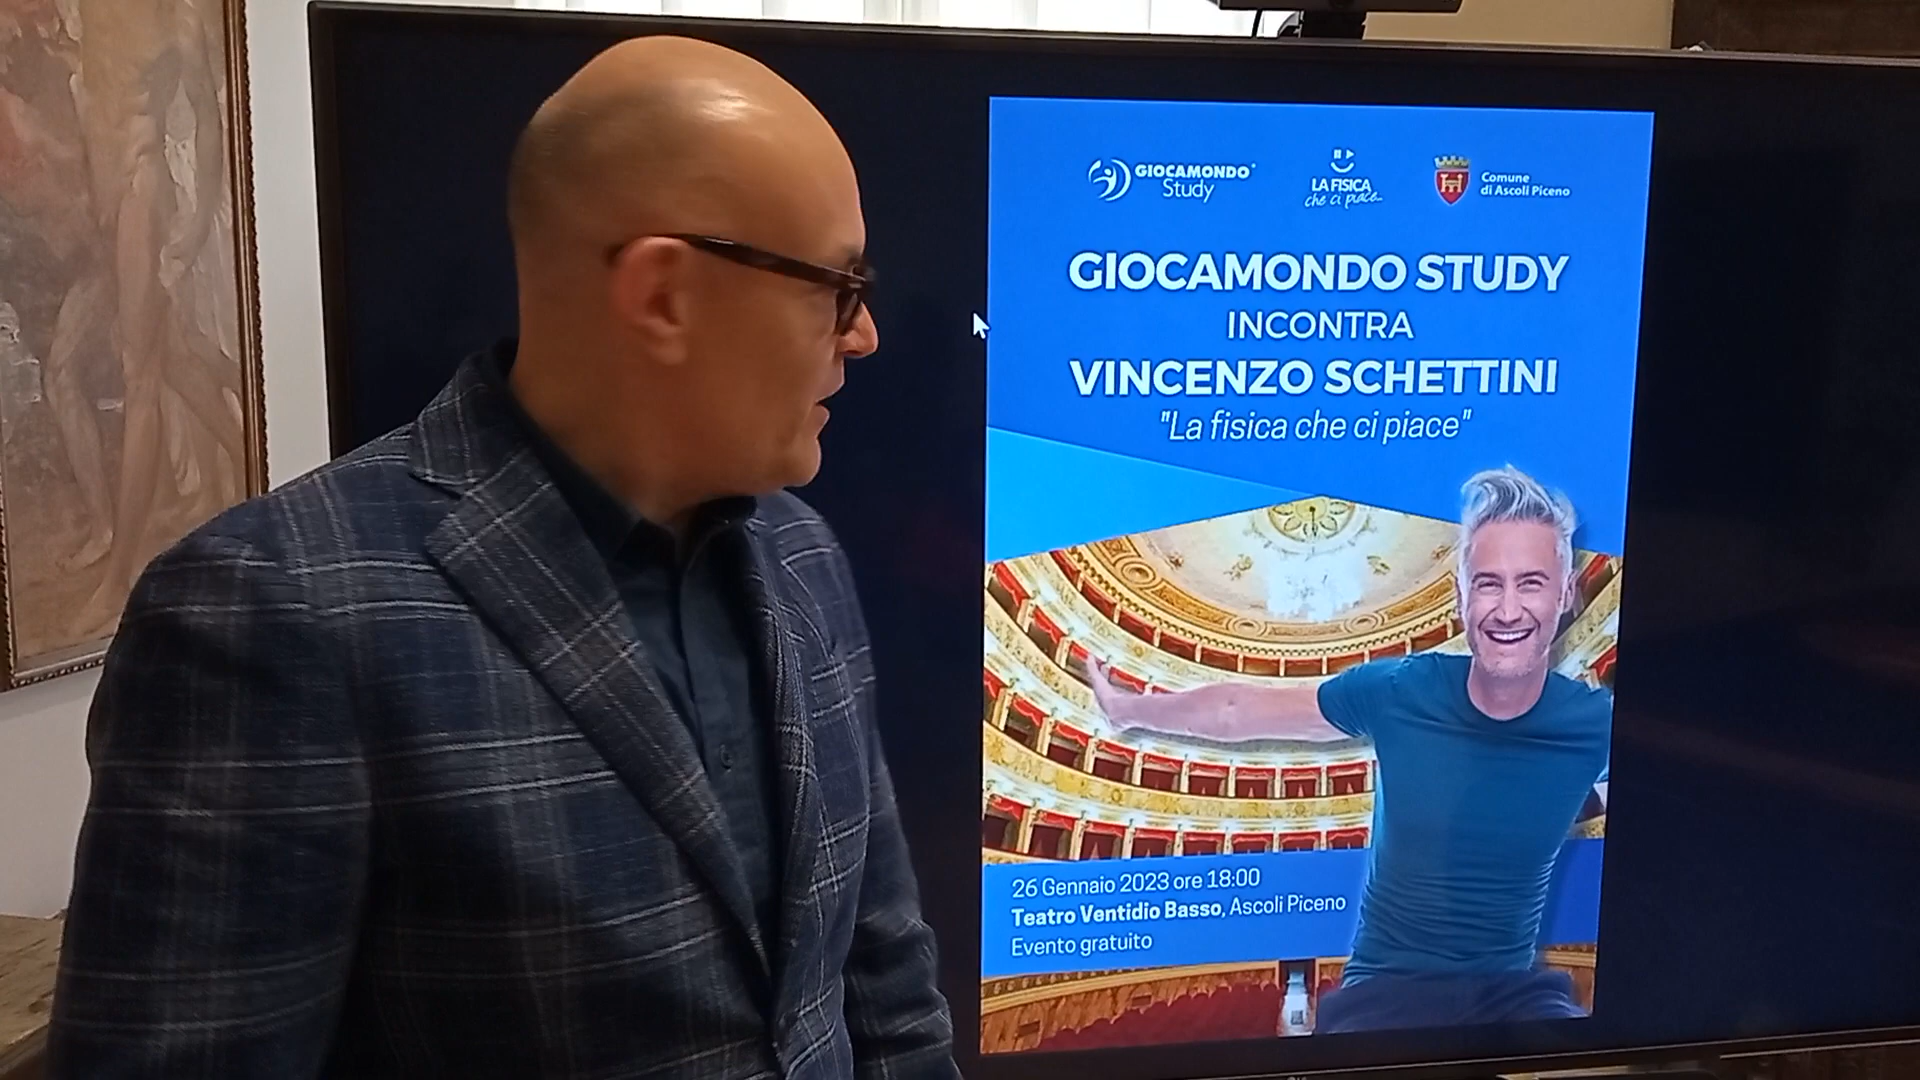 GIOCAMONDO
Study
LA FISICA
che ci piace...
Comune
di Ascoli Piceno
GIOCAMONDO STUDY
INCONTRA
VINCENZO SCHETTINI
"La fisica che ci piace"
26 Gennaio 2023 ore 18:00
Teatro Ventidio Basso, Ascoli Piceno
Evento gratuito